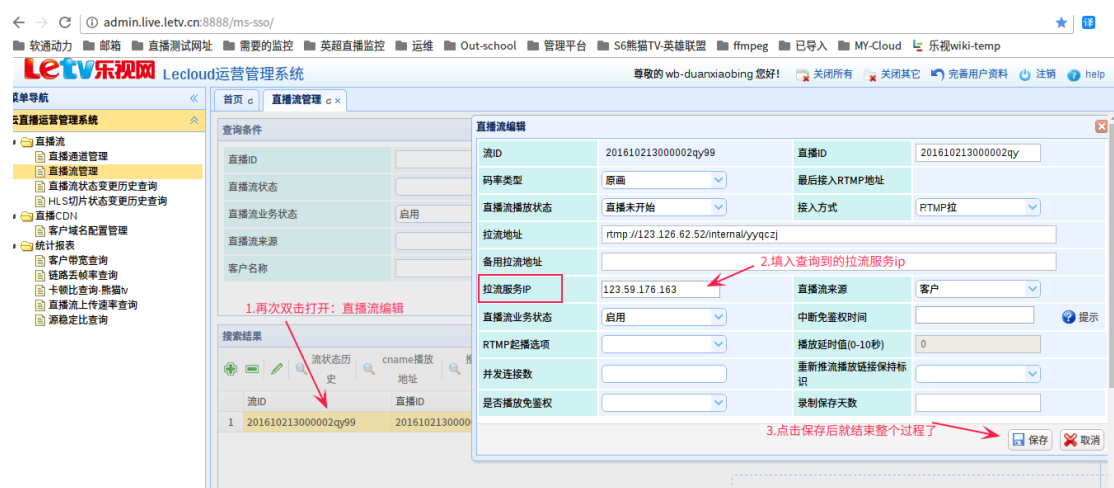 admin.live.letv.cn:8888/ms-sso/
软通动力 邮箱 直播测试网址 需要的监控 英超直播监控 运维 Out-school 管理平台 S6熊猫TV-英雄联盟 ffmpeg 已导入 MY-Cloud 乐视wiki-temp
Letv乐视网 Lecloud运营管理系统
尊敬的 wb-duanxiaobing 您好! 关闭所有 关闭其它 完善用户资料 注销 help
菜单导航
首页 直播流管理
云直播运营管理系统
直播流
直播通道管理
直播流管理
直播流状态变更历史查询
HLS切片状态变更历史查询
直播CDN
客户域名配置管理
统计报表
客户带宽查询
链路丢帧率查询
卡顿比查询-熊猫tv
直播流上传速率查询
源稳定比查询
查询条件
直播ID
直播流状态
直播流业务状态 启用
直播流来源
客户名称
1.再次双击打开：直播流编辑
搜索结果
流状态历史
cname播放地址
流ID 直播ID
1 201610213000002qy99 2016102130000
直播流编辑
流ID 201610213000002qy99 直播ID 201610213000002qy
码率类型 原画 最后接入RTMP地址
直播流播放状态 直播未开始 接入方式 RTMP拉
拉流地址 rtmp://123.126.62.52/internal/yyqczj
备用拉流地址
2.填入查询到的拉流服务ip
拉流服务IP 123.59.176.163 直播流来源 客户
直播流业务状态 启用 中断免鉴权时间 提示
RTMP起播选项 播放延时值(0-10秒) 0
并发连接数 重新推流播放链接保持标识
是否播放免鉴权 录制保存天数
3.点击保存后就结束整个过程了
保存 取消